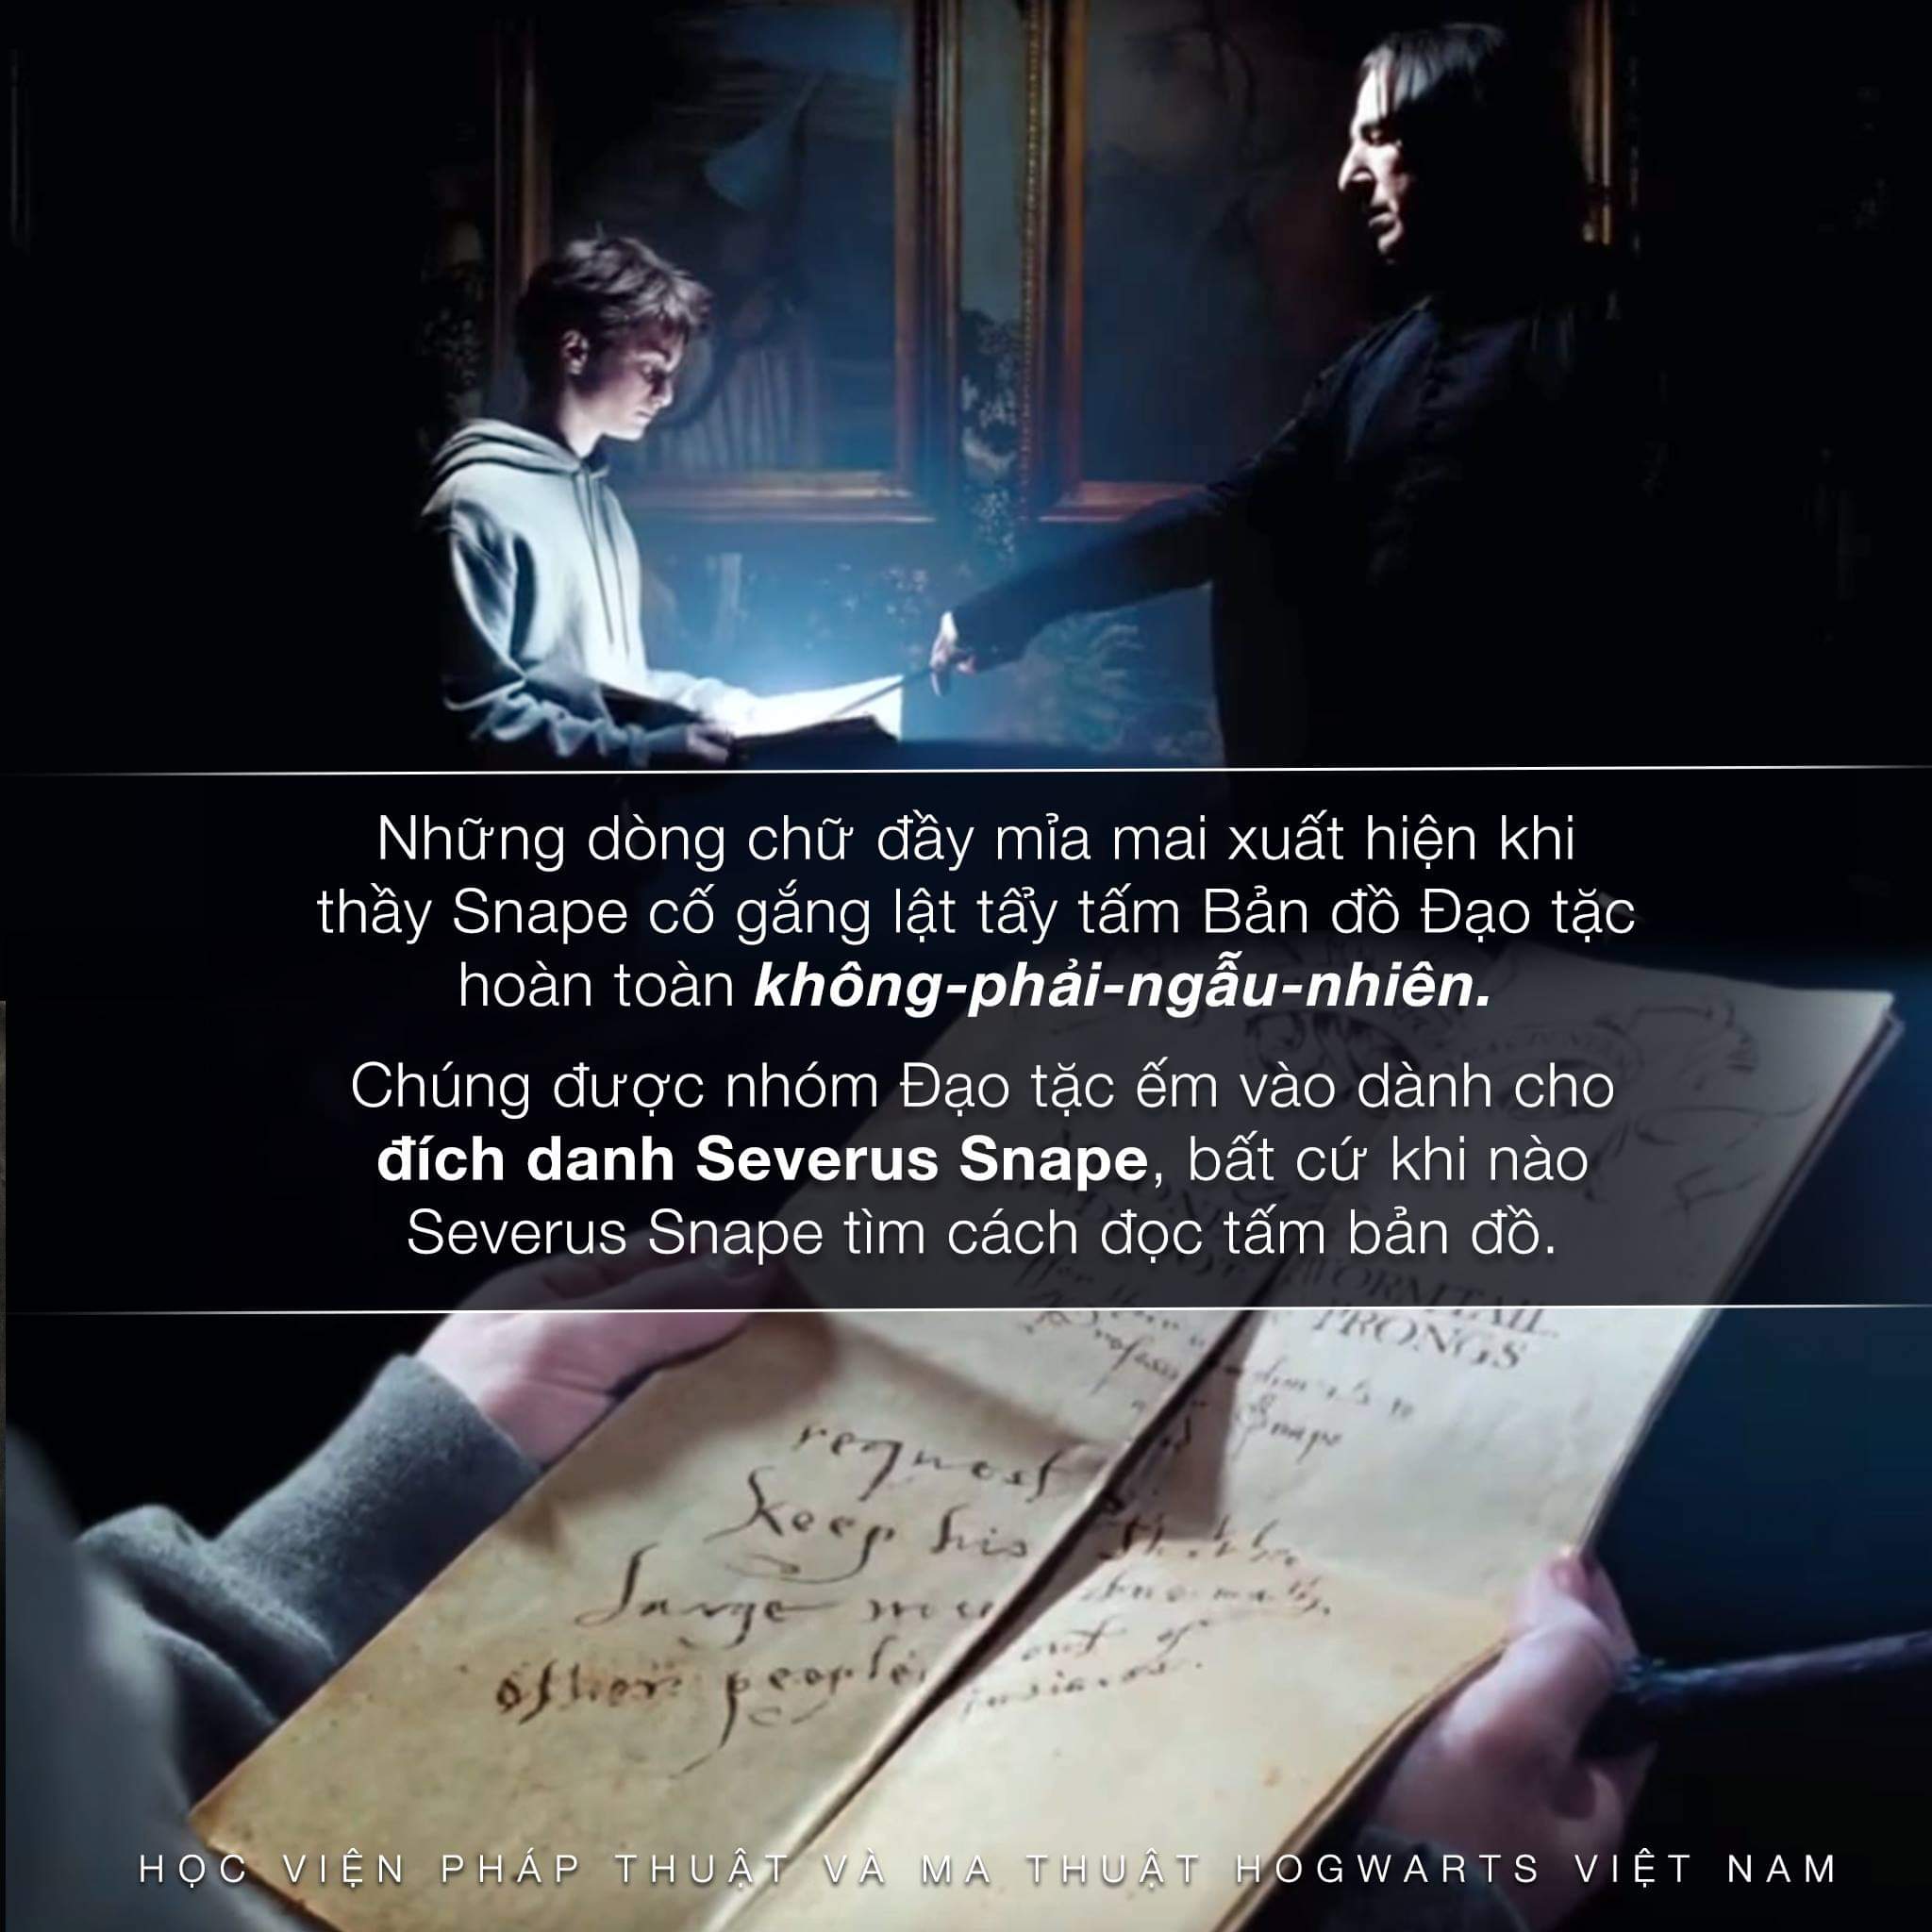 Những dòng chữ đầy mỉa mai xuất hiện khi
thầy Snape cố gắng lật tẩy tấm Bản đồ Đạo tặc
hoàn toàn không-phải-ngẫu-nhiên.
Chúng được nhóm Đạo tặc ếm vào dành cho
đích danh Severus Snape, bất cứ khi nào
Severus Snape tìm cách đọc tấm bản đồ.
WORMTAIL
PRONGS
Snape
request
keep his
large
other people
out of
HỌC VIỆN PHÁP THUẬT VÀ MA THUẬT HOGWARTS VIỆT NAM